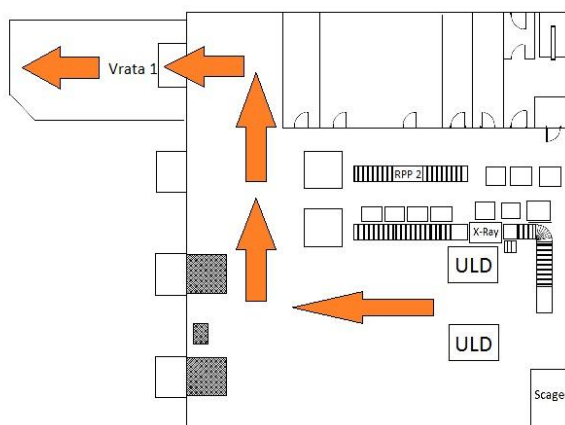 Vrata 1
RPP 2
X-Ray
ULD
ULD
Scage